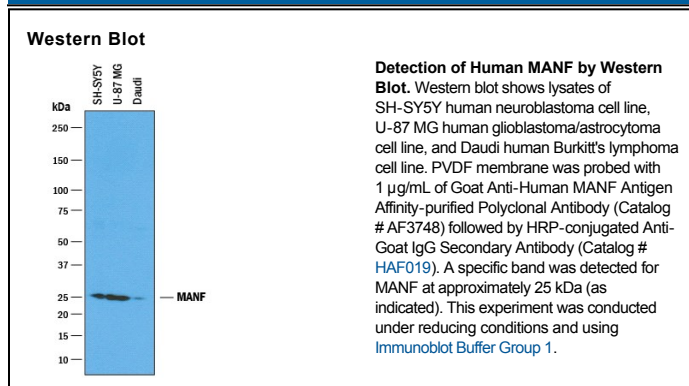 Western Blot
SH-SY5Y
U-87 MG
Daudi
kDa
250
150
100
75
50
37
25
20
15
10
MANF
Detection of Human MANF by Western
Blot. Western blot shows lysates of
SH-SY5Y human neuroblastoma cell line,
U-87 MG human glioblastoma/astrocytoma
cell line, and Daudi human Burkitt's lymphoma
cell line. PVDF membrane was probed with
1 µg/mL of Goat Anti-Human MANF Antigen
Affinity-purified Polyclonal Antibody (Catalog
# AF3748) followed by HRP-conjugated Anti-
Goat IgG Secondary Antibody (Catalog #
HAF019). A specific band was detected for
MANF at approximately 25 kDa (as
indicated). This experiment was conducted
under reducing conditions and using
Immunoblot Buffer Group 1.